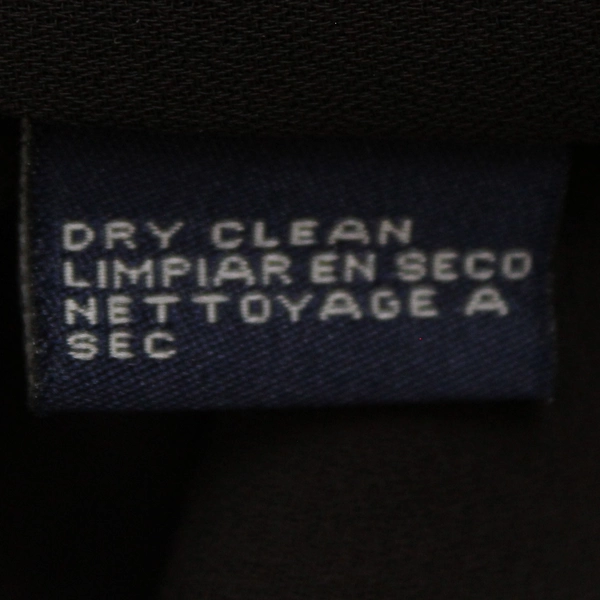 DRY CLEAN
LIMPIAR EN SECO
NETTOYAGE A
SEC